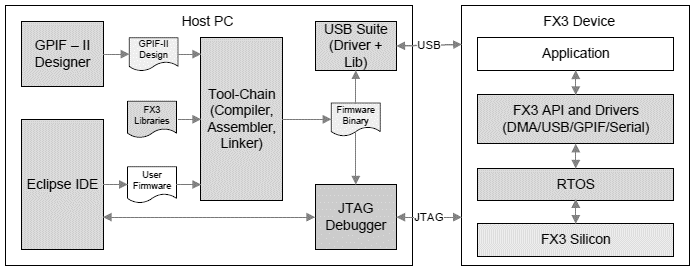 Host PC
GPIF – II
Designer
GPIF-II
Design
FX3
Libraries
Eclipse IDE
User
Firmware
Tool-Chain
(Compiler,
Assembler,
Linker)
Firmware
Binary
USB Suite
(Driver +
Lib)
JTAG
Debugger
USB
JTAG
FX3 Device
Application
FX3 API and Drivers
(DMA/USB/GPIF/Serial)
RTOS
FX3 Silicon